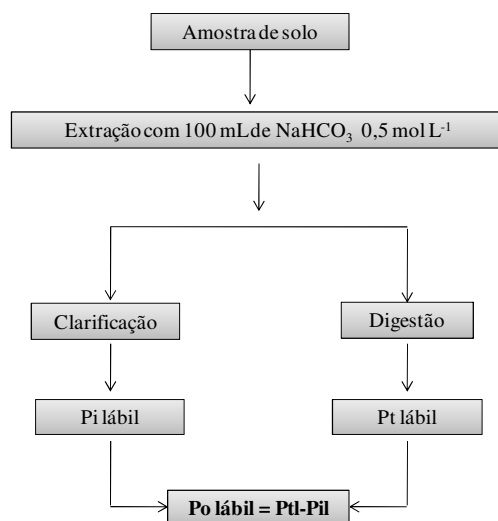 Amostra de solo
Extração com 100 mL de NaHCO₃ 0,5 mol L⁻¹
Clarificação
Digestão
Pi lábil
Pt lábil
Po lábil = Ptl-Pil